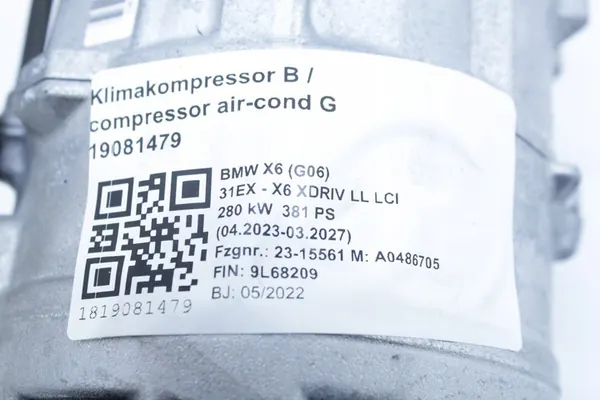 Klimakompressor B /
compressor air-cond G
19081479
BMW X6 (G06)
31EX - X6 XDRIV LL LCI
280 kW 381 PS
(04.2023-03.2027)
Fzgnr.: 23-15561 M: A0486705
FIN: 9L68209
BJ: 05/2022
1819081479